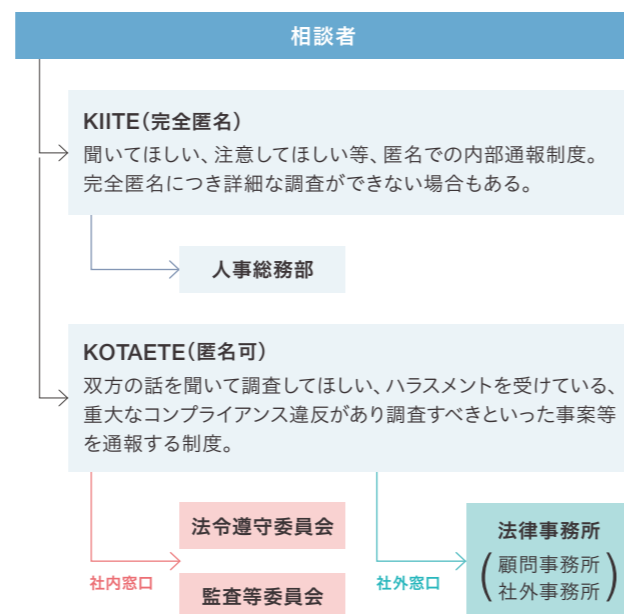 相談者
KIITE(完全匿名)
聞いてほしい、注意してほしい等、匿名での内部通報制度。
完全匿名につき詳細な調査ができない場合もある。
人事総務部
KOTAETE(匿名可)
双方の話を聞いて調査してほしい、ハラスメントを受けている、
重大なコンプライアンス違反があり調査すべきといった事案等
を通報する制度。
社内窓口
法令遵守委員会
監査等委員会
社外窓口
法律事務所
(顧問事務所
社外事務所)